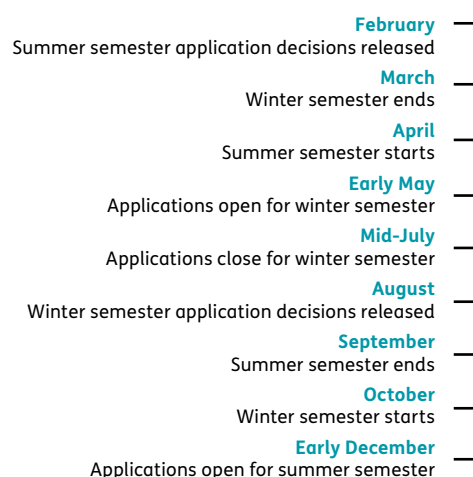 February
Summer semester application decisions released
March
Winter semester ends
April
Summer semester starts
Early May
Applications open for winter semester
Mid-July
Applications close for winter semester
August
Winter semester application decisions released
September
Summer semester ends
October
Winter semester starts
Early December
Applications open for summer semester